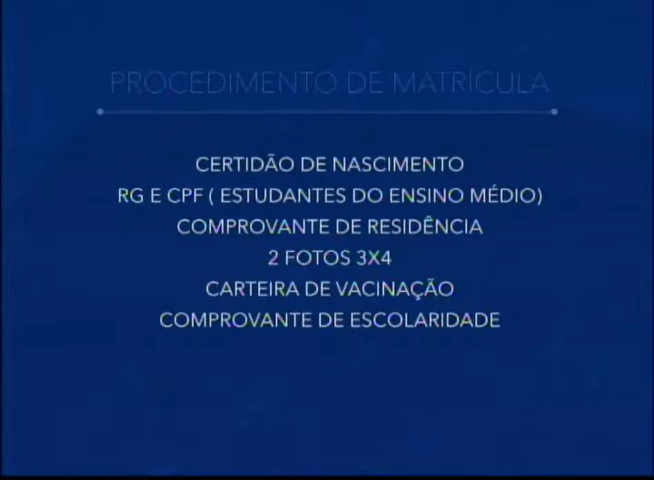 PROCEDIMENTO DE MATRÍCULA
CERTIDÃO DE NASCIMENTO
RG E CPF ( ESTUDANTES DO ENSINO MÉDIO)
COMPROVANTE DE RESIDÊNCIA
2 FOTOS 3X4
CARTEIRA DE VACINAÇÃO
COMPROVANTE DE ESCOLARIDADE